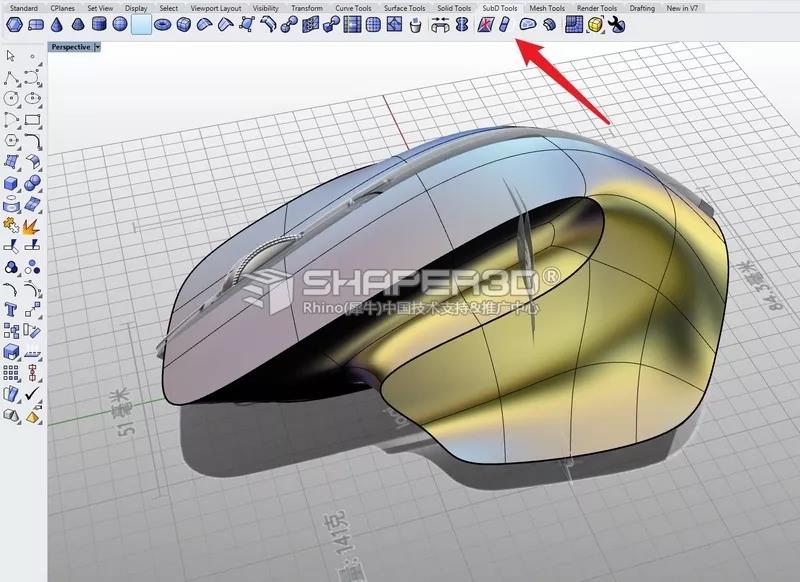 Standard CPlanes Set View Display Select Viewport Layout Visibility Transform Curve Tools Surface Tools Solid Tools SubD Tools Mesh Tools Render Tools Drafting New in V7
Perspective
SHAPER3D®
Rhino(犀牛)中国技术支持&推广中心
84.3毫米
51毫米
量: 141克